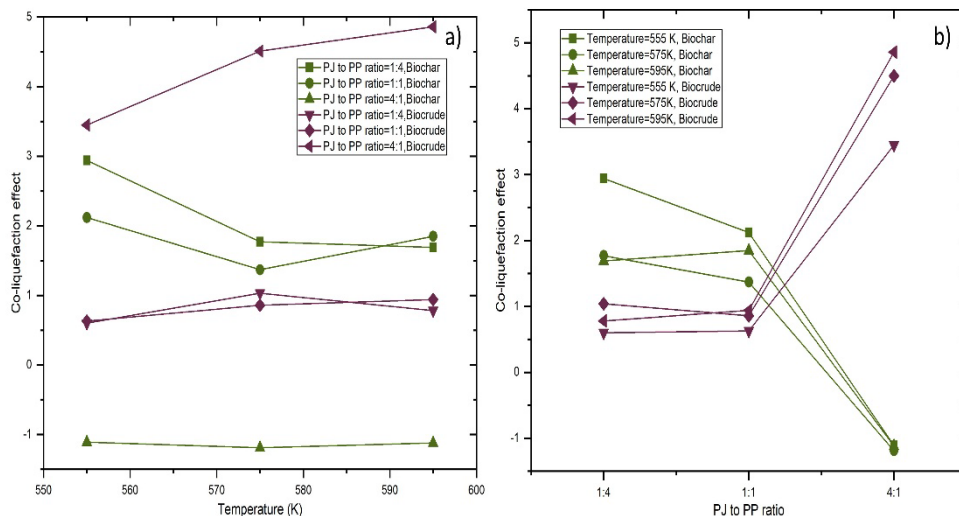 a)
PJ to PP ratio=1:4,Biochar
PJ to PP ratio=1:1,Biochar
PJ to PP ratio=4:1,Biochar
PJ to PP ratio=1:4,Biocrude
PJ to PP ratio=1:1,Biocrude
PJ to PP ratio=4:1,Biocrude
Co-liquefaction effect
5
4
3
2
1
0
-1
550
560
570
580
590
600
Temperature (K)
b)
Temperature=555 K, Biochar
Temperature=575K, Biochar
Temperature=595K, Biochar
Temperature=555 K, Biocrude
Temperature=575K, Biocrude
Temperature=595K, Biocrude
Co-liquefaction effect
5
4
3
2
1
0
-1
1:4
1:1
4:1
PJ to PP ratio